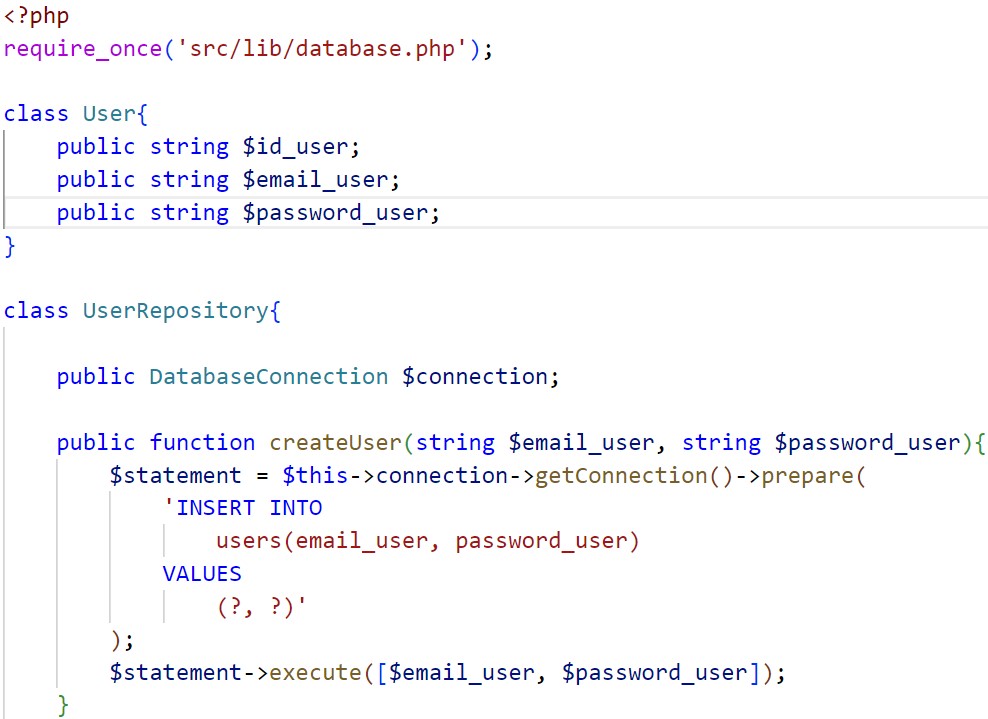 <?php
require_once('src/lib/database.php');
class User{
public string $id_user;
public string $email_user;
public string $password_user;
}
class UserRepository{
public DatabaseConnection $connection;
public function createUser(string $email_user, string $password_user){
$statement = $this->connection->getConnection()->prepare(
'INSERT INTO
users(email_user, password_user)
VALUES
(?, ?)'
);
$statement->execute([$email_user, $password_user]);
}